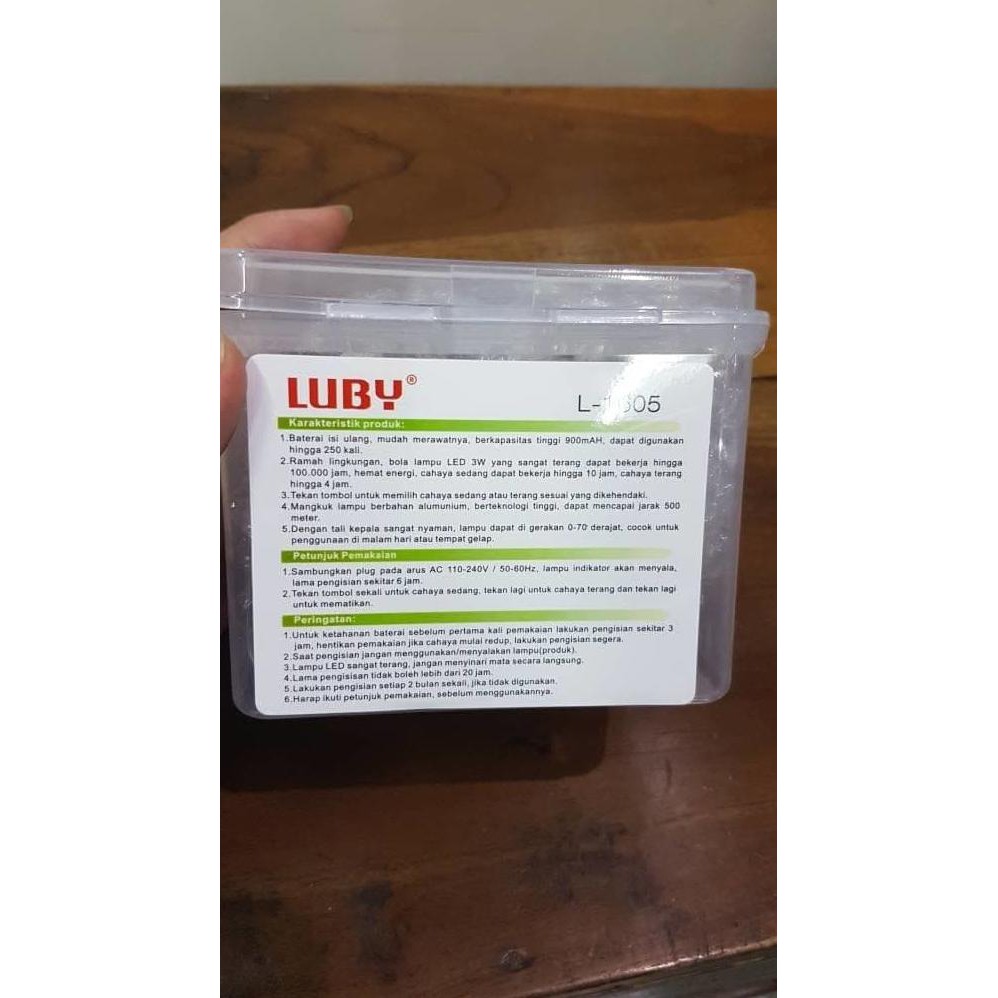 LUBY®
Karakteristik produk:
1.Baterai isi ulang, mudah merawatnya, berkapasitas tinggi 900mAH, dapat digunakan
hingga 250 kali.
2.Ramah lingkungan, bola lampu LED 3W yang sangat terang dapat bekerja hingga
100.000 jam, hemat energi, cahaya sedang dapat bekerja hingga 10 jam, cahaya terang
hingga 4 jam.
3.Tekan tombol untuk memilih cahaya sedang atau terang sesuai yang dikehendaki.
4.Mangkuk lampu berbahan alumunium, berteknologi tinggi, dapat mencapai jarak 500
meter.
5.Dengan tali kepala sangat nyaman, lampu dapat di gerakan 0-70 derajat, cocok untuk
penggunaan di malam hari atau tempat gelap.
Petunjuk Pemakaian
1.Sambungkan plug pada arus AC 110-240V / 50-60Hz, lampu indikator akan menyala,
lama pengisian sekitar 6 jam.
2.Tekan tombol sekali untuk cahaya sedang, tekan lagi untuk cahaya terang dan tekan lagi
untuk mematikan.
Peringatan:
1.Untuk ketahanan baterai sebelum pertama kali pemakaian lakukan pengisian sekitar 3
jam, hentikan pemakaian jika cahaya mulai redup, lakukan pengisian segera.
2.Saat pengisian jangan menggunakan/menyalakan lampu(produk).
3.Lampu LED sangat terang, jangan menyinari mata secara langsung.
4.Lama pengisisan tidak boleh lebih dari 20 jam.
5.Lakukan pengisian setiap 2 bulan sekali, jika tidak digunakan.
6.Harap ikuti petunjuk pemakaian, sebelum menggunakannya.